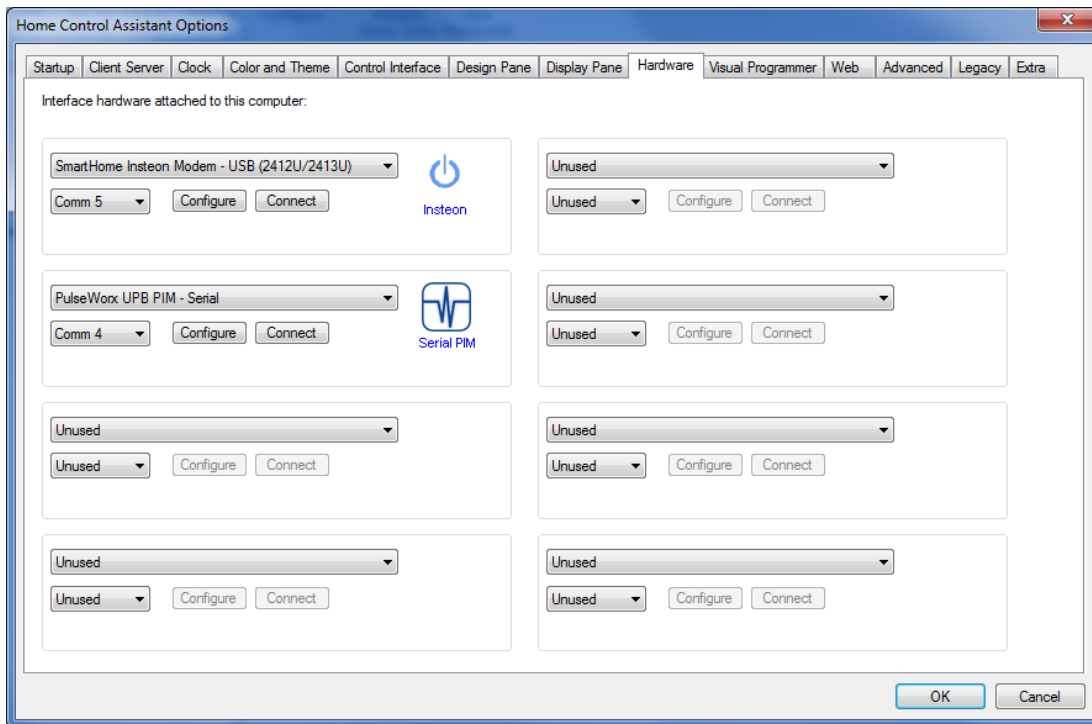 Home Control Assistant Options
Startup Client Server Clock Color and Theme Control Interface Design Pane Display Pane Hardware Visual Programmer Web Advanced Legacy Extra
Interface hardware attached to this computer:
SmartHome Insteon Modem - USB (2412U/2413U)
Comm 5 Configure Connect
Insteon
Unused
Unused Configure Connect
PulseWorx UPB PIM - Serial
Comm 4 Configure Connect
Serial PIM
Unused
Unused Configure Connect
Unused
Unused Configure Connect
Unused
Unused Configure Connect
Unused
Unused Configure Connect
Unused
Unused Configure Connect
OK Cancel